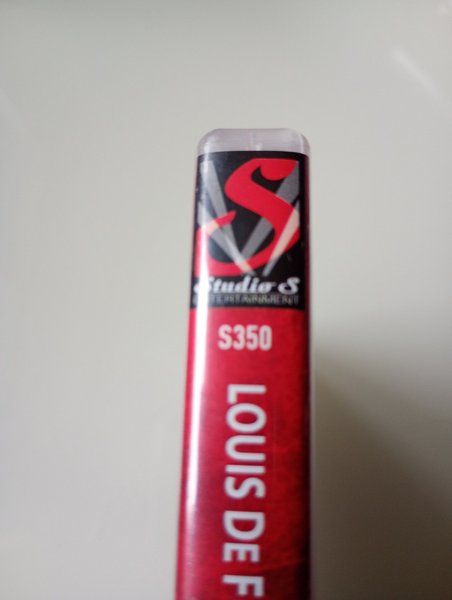 S
Studio S
ENTERTAINMENT
S350
LOUIS DE F